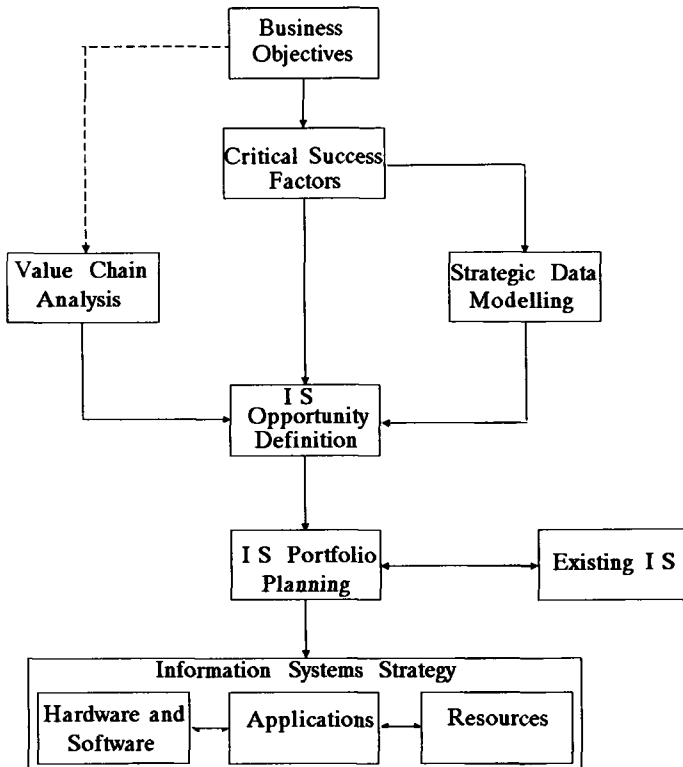 Business
Objectives
Critical Success
Factors
Value Chain
Analysis
Strategic Data
Modelling
I S
Opportunity
Definition
I S Portfolio
Planning
Existing I S
Information Systems Strategy
Hardware and
Software
Applications
Resources